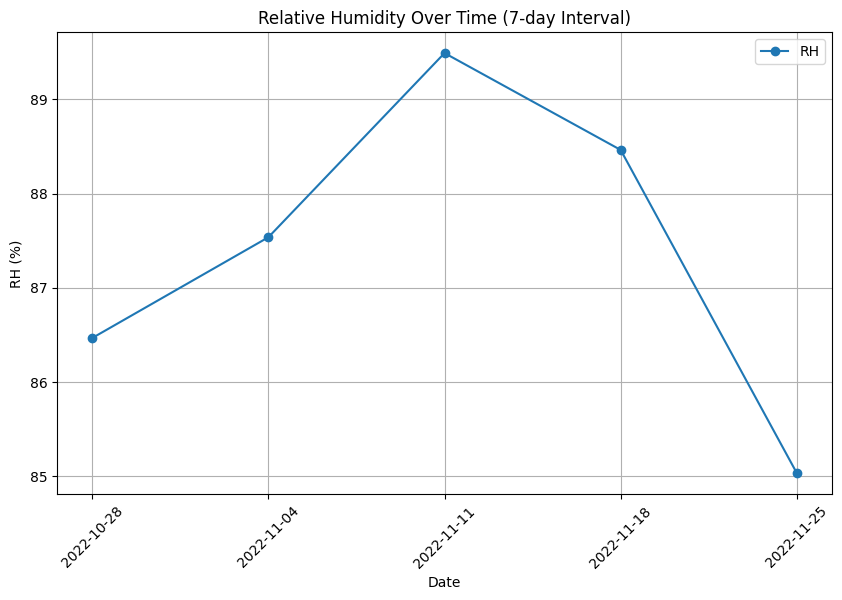 Relative Humidity Over Time (7-day Interval)
RH
RH (%)
89
88
87
86
85
2022-10-28
2022-11-04
2022-11-11
2022-11-18
2022-11-25
Date